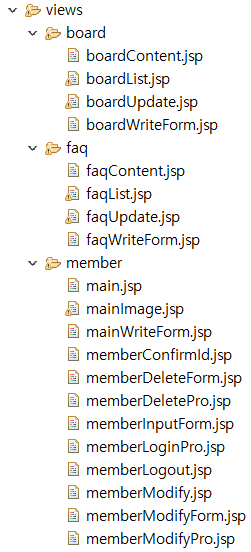 views
board
boardContent.jsp
boardList.jsp
boardUpdate.jsp
boardWriteForm.jsp
faq
faqContent.jsp
faqList.jsp
faqUpdate.jsp
faqWriteForm.jsp
member
main.jsp
mainImage.jsp
mainWriteForm.jsp
memberConfirmId.jsp
memberDeleteForm.jsp
memberDeletePro.jsp
memberInputForm.jsp
memberLoginPro.jsp
memberLogout.jsp
memberModify.jsp
memberModifyForm.jsp
memberModifyPro.jsp